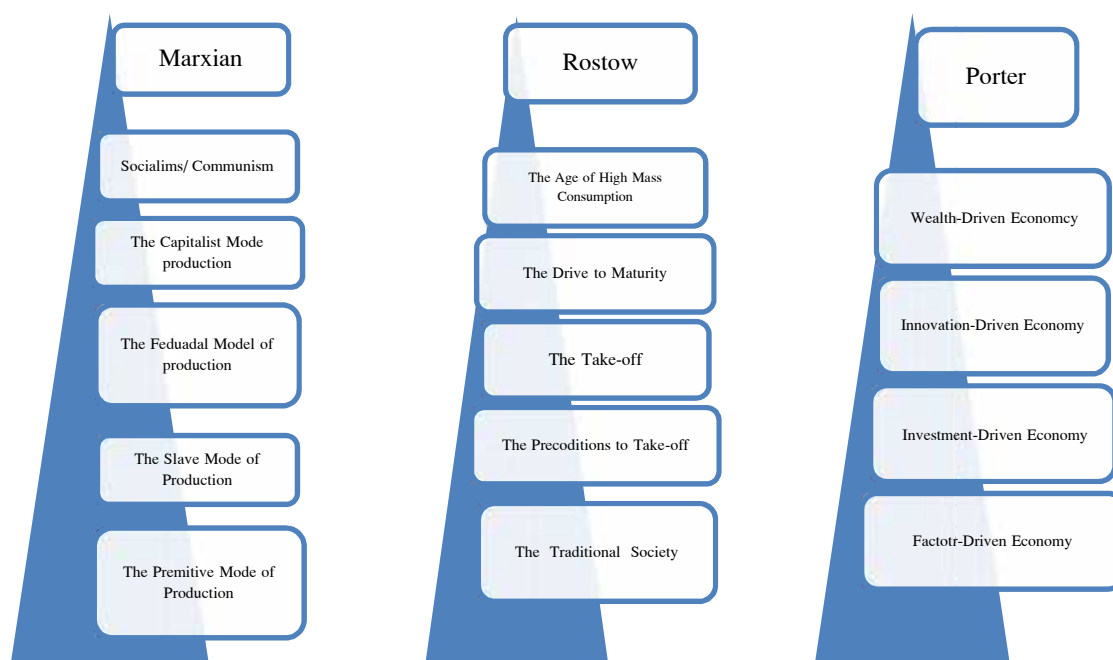 Marxian
Socialims/ Communism
The Capitalist Mode
production
The Feduadal Model of
production
The Slave Mode of
Production
The Premitive Mode of
Production
Rostow
The Age of High Mass
Consumption
The Drive to Maturity
The Take-off
The Precoditions to Take-off
The Traditional Society
Porter
Wealth-Driven Economcy
Innovation-Driven Economy
Investment-Driven Economy
Factotr-Driven Economy